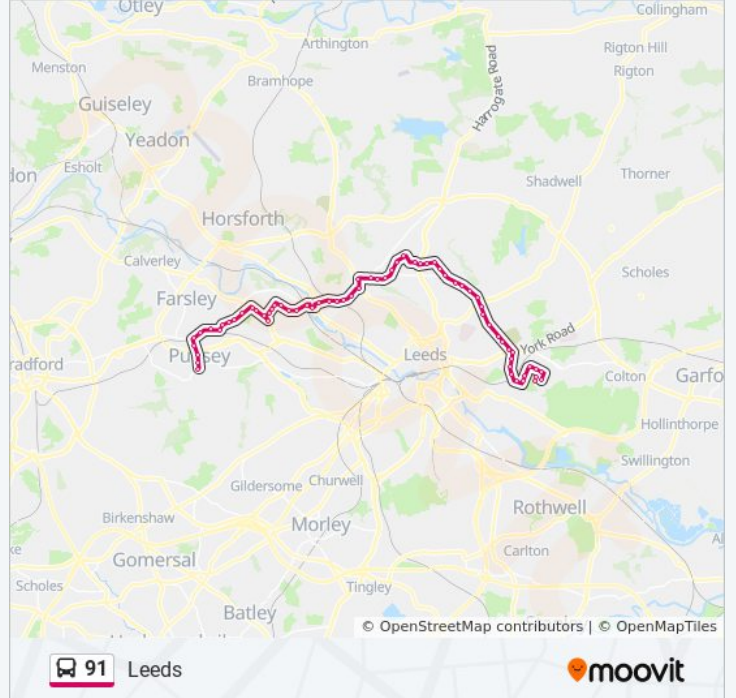 Otley
Collingham
Arthington
Rigton Hill
Menston
Rigton
Bramhope
Guiseley
Harrogate Road
Yeadon
Esholt
don
Thorner
Shadwell
Horsforth
Calverley
Scholes
Farsley
York Road
Pudsey
Leeds
radford
Colton
Garfo
Hollinthorpe
Swillington
Gildersome
Churwell
Rothwell
Birkenshaw
Morley
Carlton
Gomersal
Scholes
Tingley
Batley
© OpenStreetMap contributors | © OpenMapTiles
91 Leeds
moovit